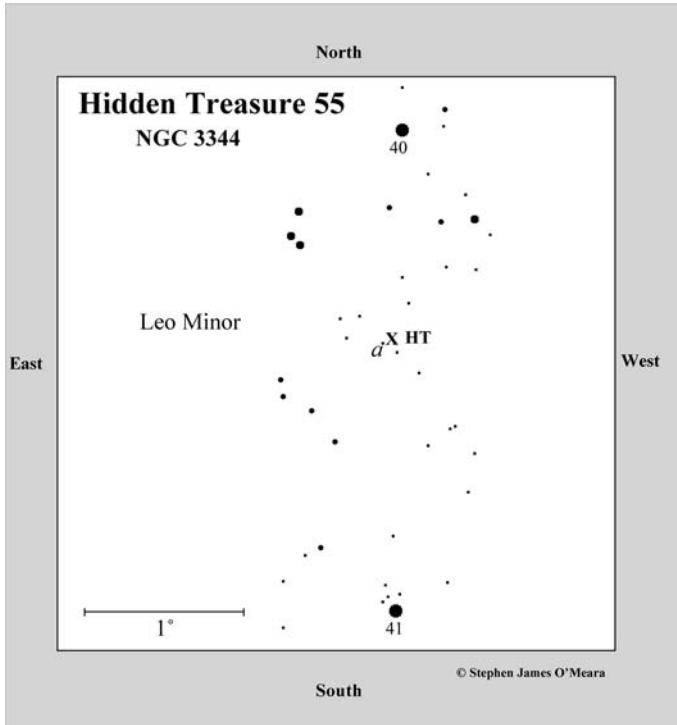 North
Hidden Treasure 55
NGC 3344
40
Leo Minor
a X HT
East
West
1°
41
© Stephen James O’Meara
South